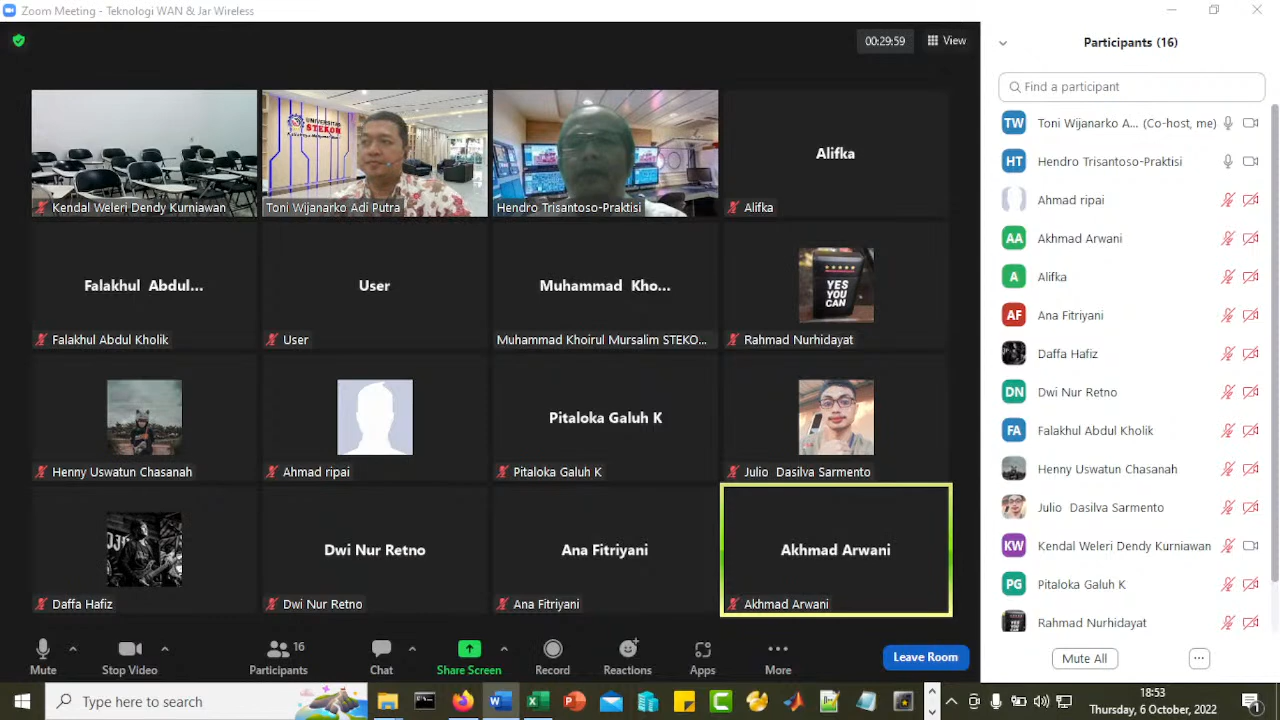 Zoom Meeting - Teknologi WAN & Jar Wireless
00:29:59
View
Participants (16)
Find a participant
UNIVERSITAS
STEKOM
Kendal Weleri Dendy Kurniawan
Toni Wijanarko Adi Putra
Hendro Trisantoso-Praktisi
Alifka
Alifka
Falakhul Abdul...
Falakhul Abdul Kholik
User
User
Muhammad Kho...
Muhammad Khoirul Mursalim STEKO...
YES
YOU
CAN
Rahmad Nurhidayat
Henny Uswatun Chasanah
Ahmad ripai
Pitaloka Galuh K
Pitaloka Galuh K
Julio Dasilva Sarmento
Daffa Hafiz
Dwi Nur Retno
Dwi Nur Retno
Ana Fitriyani
Ana Fitriyani
Akhmad Arwani
Akhmad Arwani
TW Toni Wijanarko A... (Co-host, me)
HT Hendro Trisantoso-Praktisi
Ahmad ripai
AA Akhmad Arwani
A Alifka
AF Ana Fitriyani
Daffa Hafiz
DN Dwi Nur Retno
FA Falakhul Abdul Kholik
Henny Uswatun Chasanah
Julio Dasilva Sarmento
KW Kendal Weleri Dendy Kurniawan
PG Pitaloka Galuh K
Rahmad Nurhidayat
Mute All
Mute
Stop Video
16
Participants
Chat
Share Screen
Record
Reactions
Apps
More
Leave Room
Type here to search
18:53
Thursday, 6 October, 2022
1